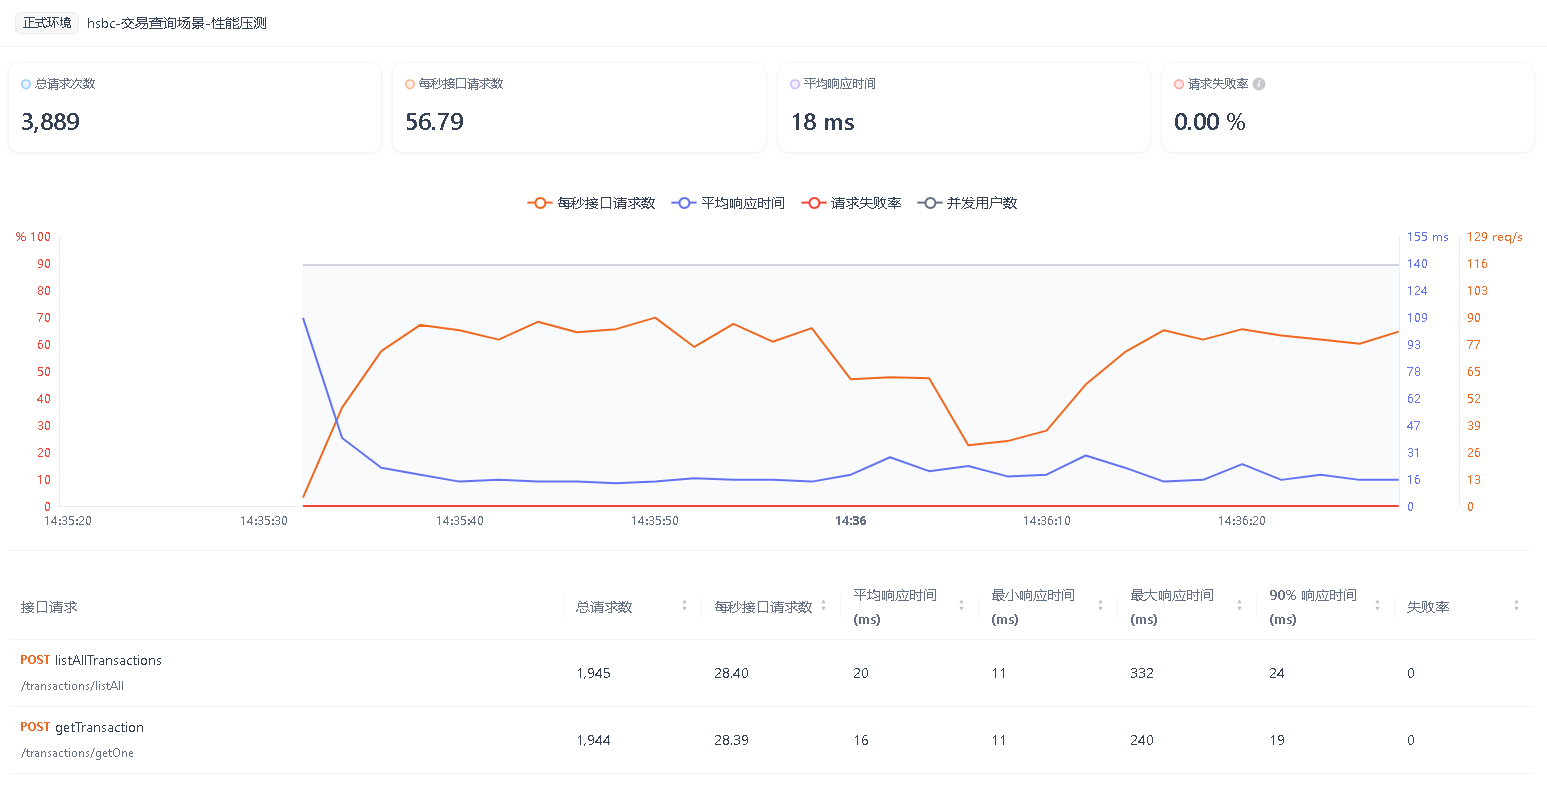 正式环境 hsbc-交易查询场景-性能压测
总请求次数
3,889
每秒接口请求数
56.79
平均响应时间
18 ms
请求失败率
0.00 %
每秒接口请求数 平均响应时间 请求失败率 并发用户数
% 100 155 ms 129 req/s
90 140 116
80 124 103
70 109 90
60 93 77
50 78 65
40 62 52
30 47 39
20 31 26
10 16 13
0 0 0
14:35:20 14:35:30 14:35:40 14:35:50 14:36 14:36:10 14:36:20
接口请求 总请求数 每秒接口请求数 平均响应时间 (ms) 最小响应时间 (ms) 最大响应时间 (ms) 90% 响应时间 (ms) 失败率
POST listAllTransactions
/transactions/listAll
1,945 28.40 20 11 332 24 0
POST getTransaction
/transactions/getOne
1,944 28.39 16 11 240 19 0